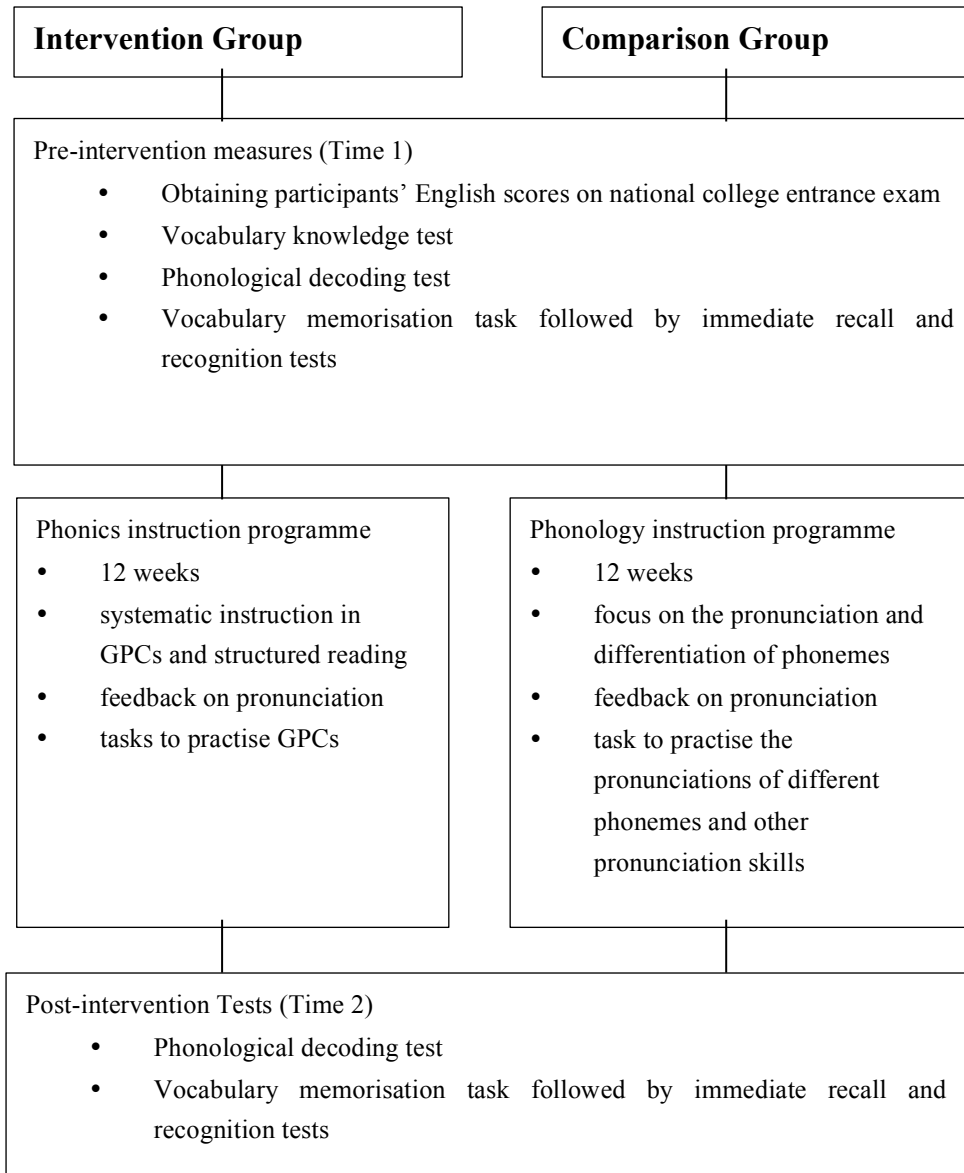 Intervention Group
Comparison Group
Pre-intervention measures (Time 1)
• Obtaining participants’ English scores on national college entrance exam
• Vocabulary knowledge test
• Phonological decoding test
• Vocabulary memorisation task followed by immediate recall and
recognition tests
Phonics instruction programme
• 12 weeks
• systematic instruction in
GPCs and structured reading
• feedback on pronunciation
• tasks to practise GPCs
Phonology instruction programme
• 12 weeks
• focus on the pronunciation and
differentiation of phonemes
• feedback on pronunciation
• task to practise the
pronunciations of different
phonemes and other
pronunciation skills
Post-intervention Tests (Time 2)
• Phonological decoding test
• Vocabulary memorisation task followed by immediate recall and
recognition tests